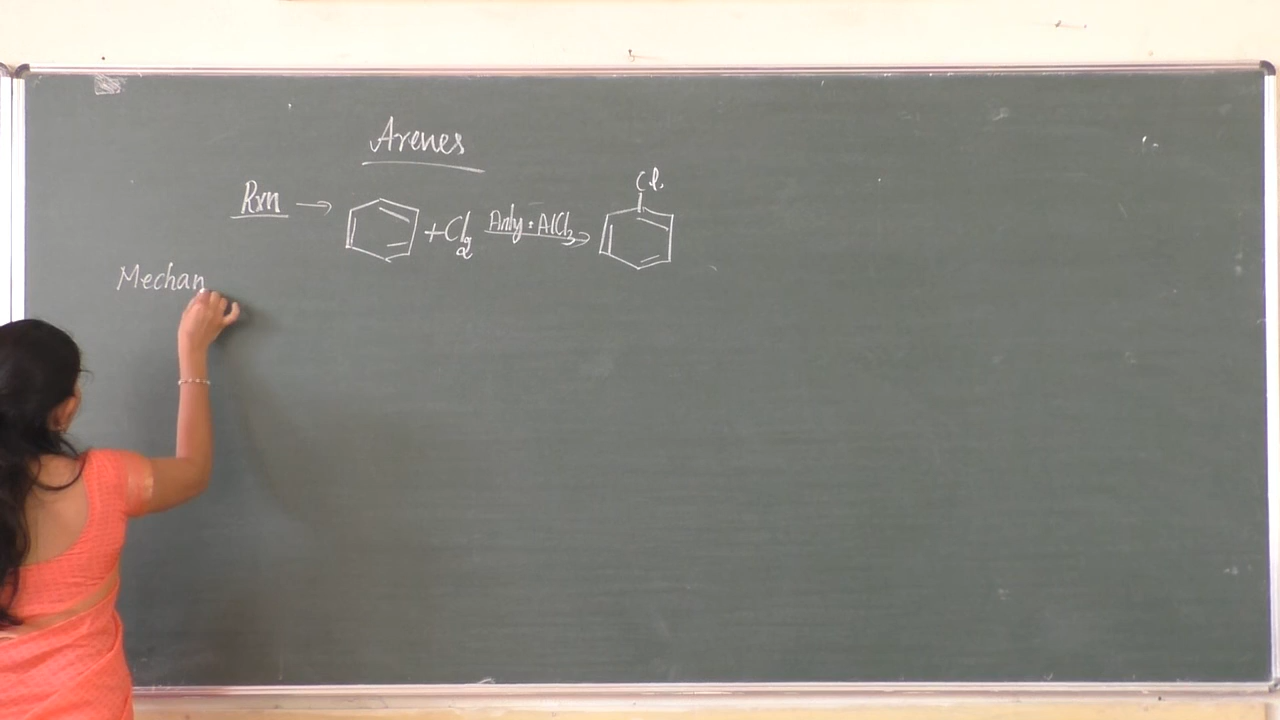 Arenes
Cl
Rxn → + Cl2 Anhy : AlCl3
Mechan